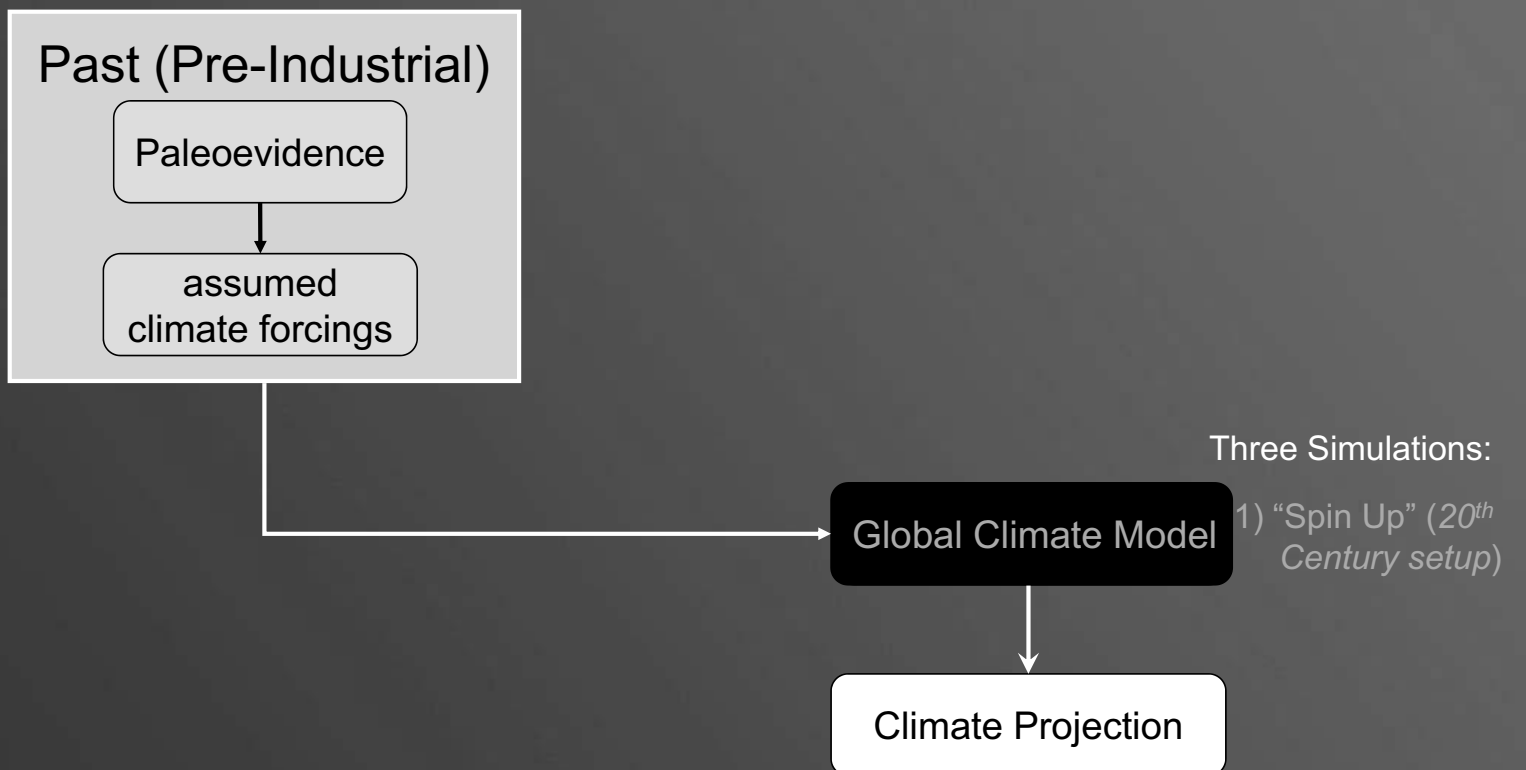 Past (Pre-Industrial)
Paleoevidence
assumed
climate forcings
Three Simulations:
Global Climate Model
1) “Spin Up” (20th
Century setup)
Climate Projection